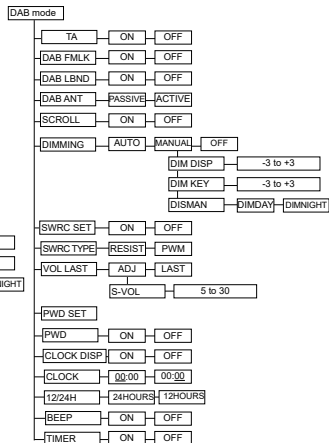 DAB mode
TA ON OFF
DAB FMLK ON OFF
DAB LBND ON OFF
DAB ANT PASSIVE ACTIVE
SCROLL ON OFF
DIMMING AUTO MANUAL OFF
DIM DISP -3 to +3
DIM KEY -3 to +3
DISMAN DIMDAY DIMNIGHT
SWRC SET ON OFF
SWRC TYPE RESIST PWM
VOL LAST ADJ LAST
S-VOL 5 to 30
PWD SET
PWD ON OFF
CLOCK DISP ON OFF
CLOCK 00:00 00:00
12/24H 24HOURS 12HOURS
BEEP ON OFF
TIMER ON OFF